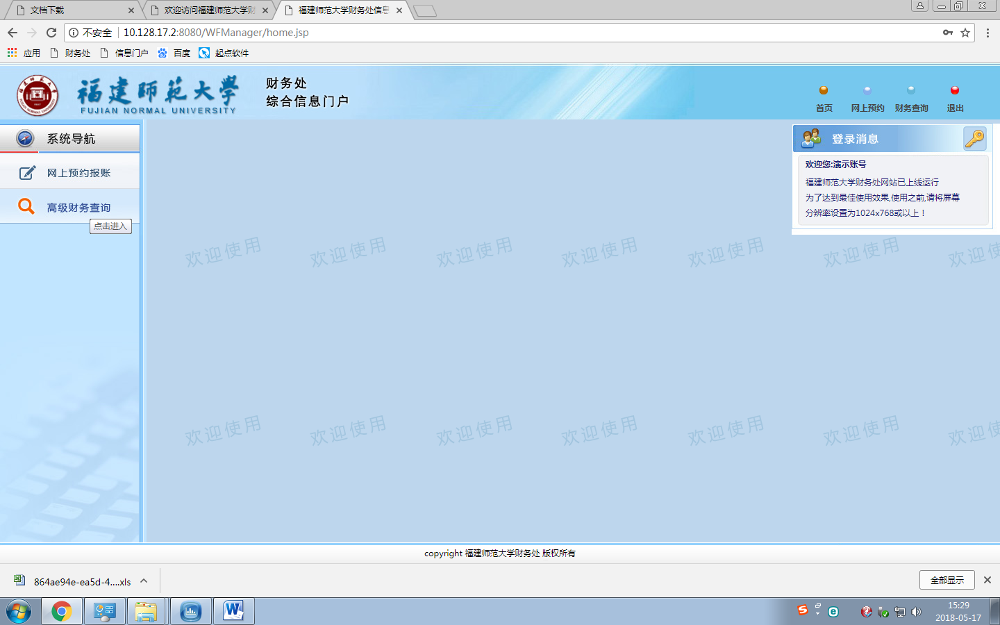 文档下载
欢迎访问福建师范大学财
福建师范大学财务处信息
不安全
10.128.17.2:8080/WFManager/home.jsp
应用
财务处
信息门户
百度
起点软件
福建师范大学
FUJIAN NORMAL UNIVERSITY
财务处
综合信息门户
首页
网上预约
财务查询
退出
系统导航
网上预约报账
高级财务查询
点击进入
登录消息
欢迎您:演示账号
福建师范大学财务处网站已上线运行
为了达到最佳使用效果,使用之前,请将屏幕
分辨率设置为1024x768或以上！
欢迎使用 欢迎使用 欢迎使用 欢迎使用 欢迎使用 欢迎使用 欢迎使
欢迎使用 欢迎使用 欢迎使用 欢迎使用 欢迎使用 欢迎使用 欢迎使
copyright 福建师范大学财务处 版权所有
864ae94e-ea5d-4....xls
全部显示
15:29
2018-05-17